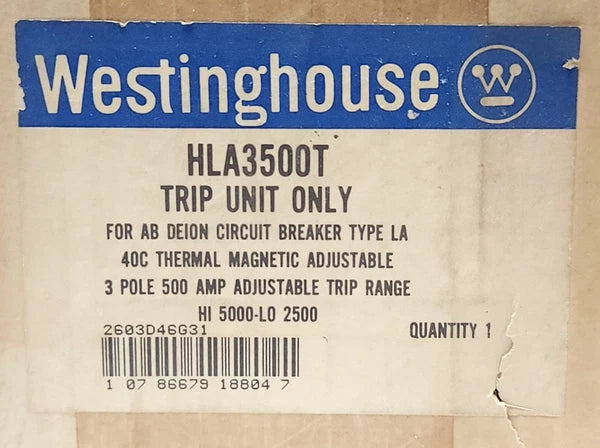 Westinghouse
HLA3500T
TRIP UNIT ONLY
FOR AB DEION CIRCUIT BREAKER TYPE LA
40C THERMAL MAGNETIC ADJUSTABLE
3 POLE 500 AMP ADJUSTABLE TRIP RANGE
HI 5000-LO 2500
2603D46G31
QUANTITY 1
1 07 86679 18804 7